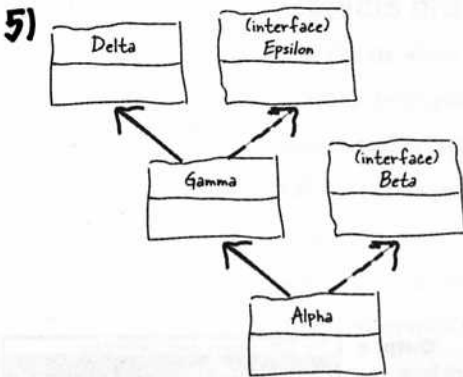 5)
Delta
(interface)
Epsilon
Gamma
(interface)
Beta
Alpha